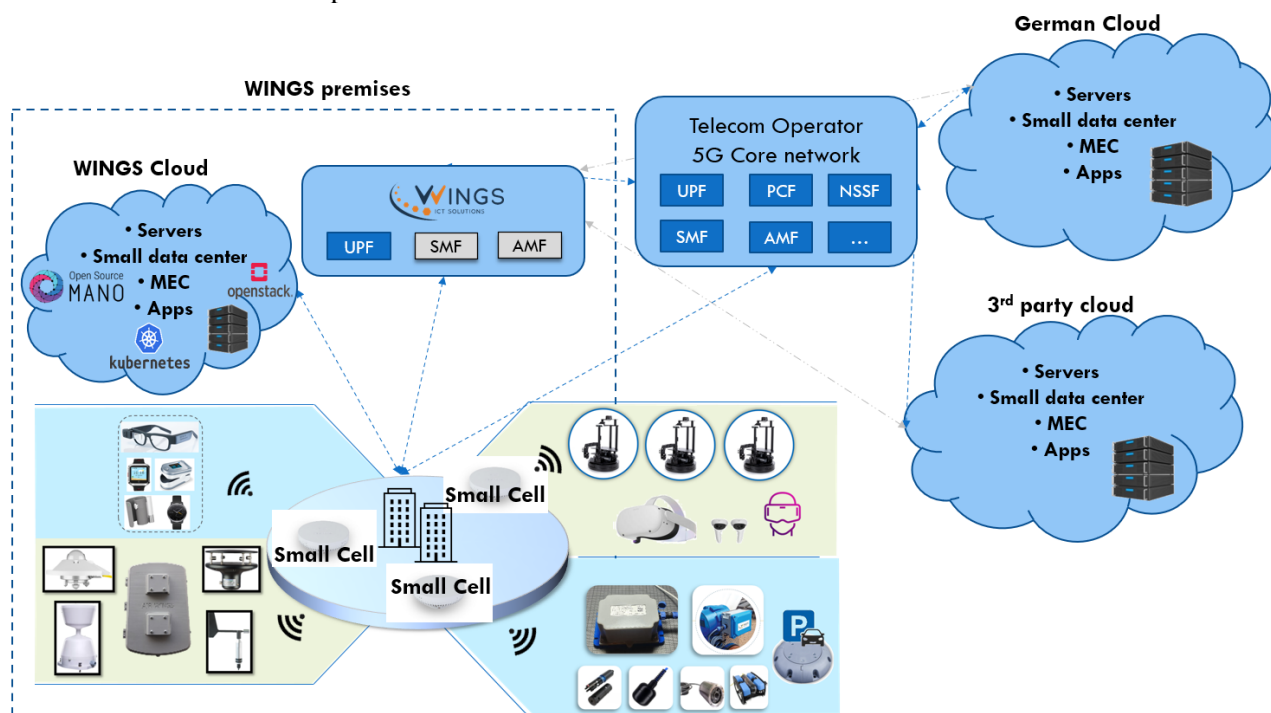 German Cloud
• Servers
• Small data center
• MEC
• Apps
WINGS premises
Telecom Operator
5G Core network
UPF
PCF
NSSF
SMF
AMF
...
WINGS Cloud
• Servers
• Small data center
• MEC
• Apps
Open Source
MANO
openstack.
kubernetes
WINGS
ICT SOLUTIONS
UPF
SMF
AMF
3rd party cloud
• Servers
• Small data center
• MEC
• Apps
Small Cell
Small Cell
Small Cell
P